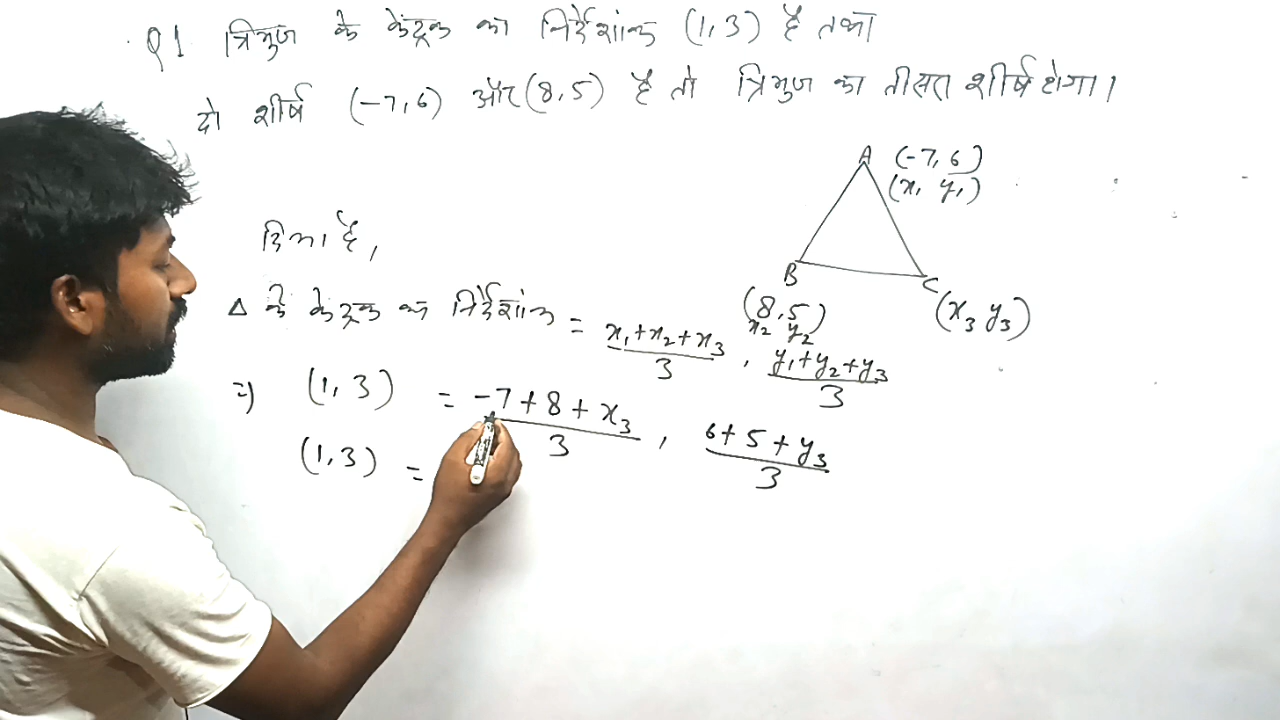 Q1 त्रिभुज के केंद्रक का निर्देशांक (1,3) है तथा
दो शीर्ष (-7,6) और (8,5) है तो त्रिभुज का तीसरा शीर्ष होगा।
A (-7,6)
(x₁ y₁)
दिया है,
B
C
(8,5)
x₂ y₂
(x₃ y₃)
Δ के केंद्रक का निर्देशांक = x₁+x₂+x₃/3 , y₁+y₂+y₃/3
=) (1,3) = -7+8+x₃/3 , 6+5+y₃/3
(1,3) =